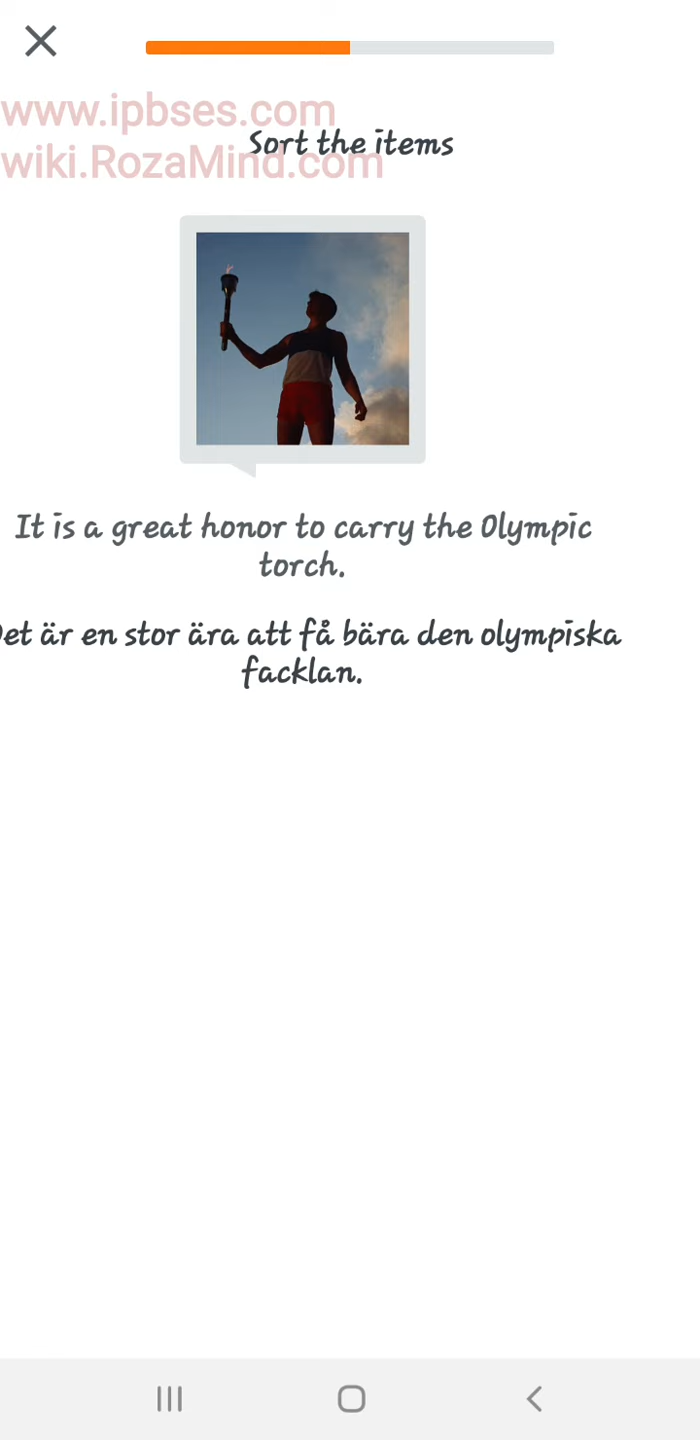 www.ipbses.com
Sort the items
wiki.RozaMind.com
It is a great honor to carry the Olympic
torch.
et är en stor ära att få bära den olympiska
facklan.